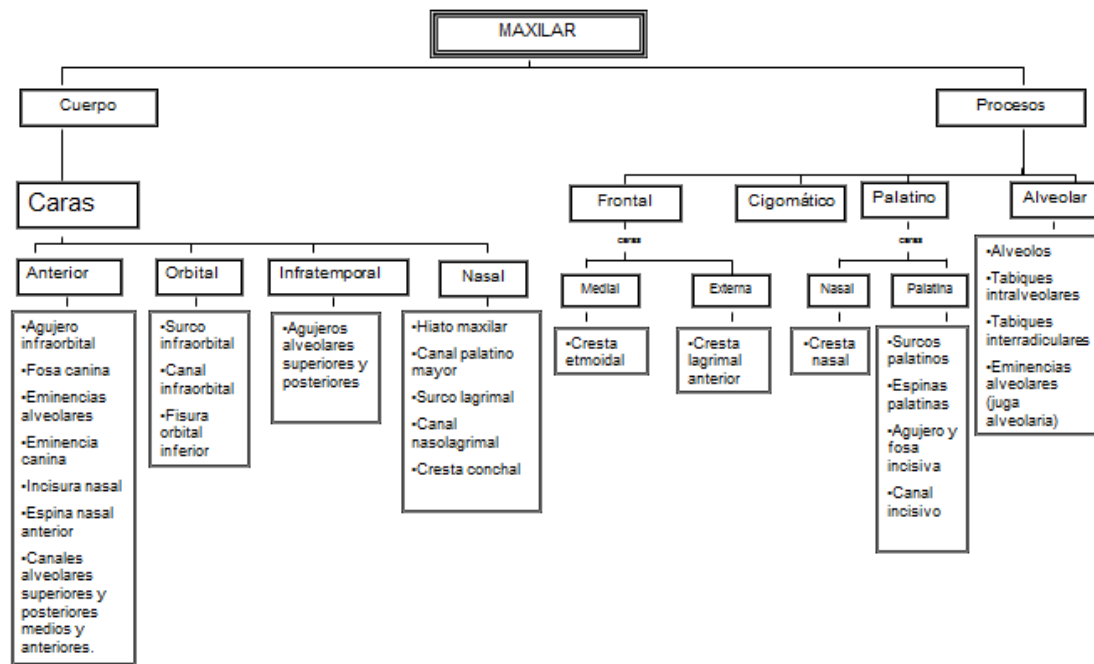 MAXILAR
Cuerpo
Procesos
Caras
Frontal
Cigomático
Palatino
Alveolar
caras
caras
Anterior
Orbital
Infratemporal
Nasal
Medial
Externa
Nasal
Palatina
▪Agujero
infraorbital
▪Fosa canina
▪Eminencias
alveolares
▪Eminencia
canina
▪Incisura nasal
▪Espina nasal
anterior
▪Canales
alveolares
superiores y
posteriores
medios y
anteriores.
▪Surco
infraorbital
▪Canal
infraorbital
▪Fisura
orbital
inferior
▪Agujeros
alveolares
superiores y
posteriores
▪Hiato maxilar
▪Canal palatino
mayor
▪Surco lagrimal
▪Canal
nasolagrimal
▪Cresta conchal
▪Cresta
etmoidal
▪Cresta
lagrimal
anterior
▪Cresta
nasal
▪Surcos
palatinos
▪Espinas
palatinas
▪Agujero y
fosa
incisiva
▪Canal
incisivo
▪Alveolos
▪Tabiques
intralveolares
▪Tabiques
interradiculares
▪Eminencias
alveolares
(juga
alveolaria)